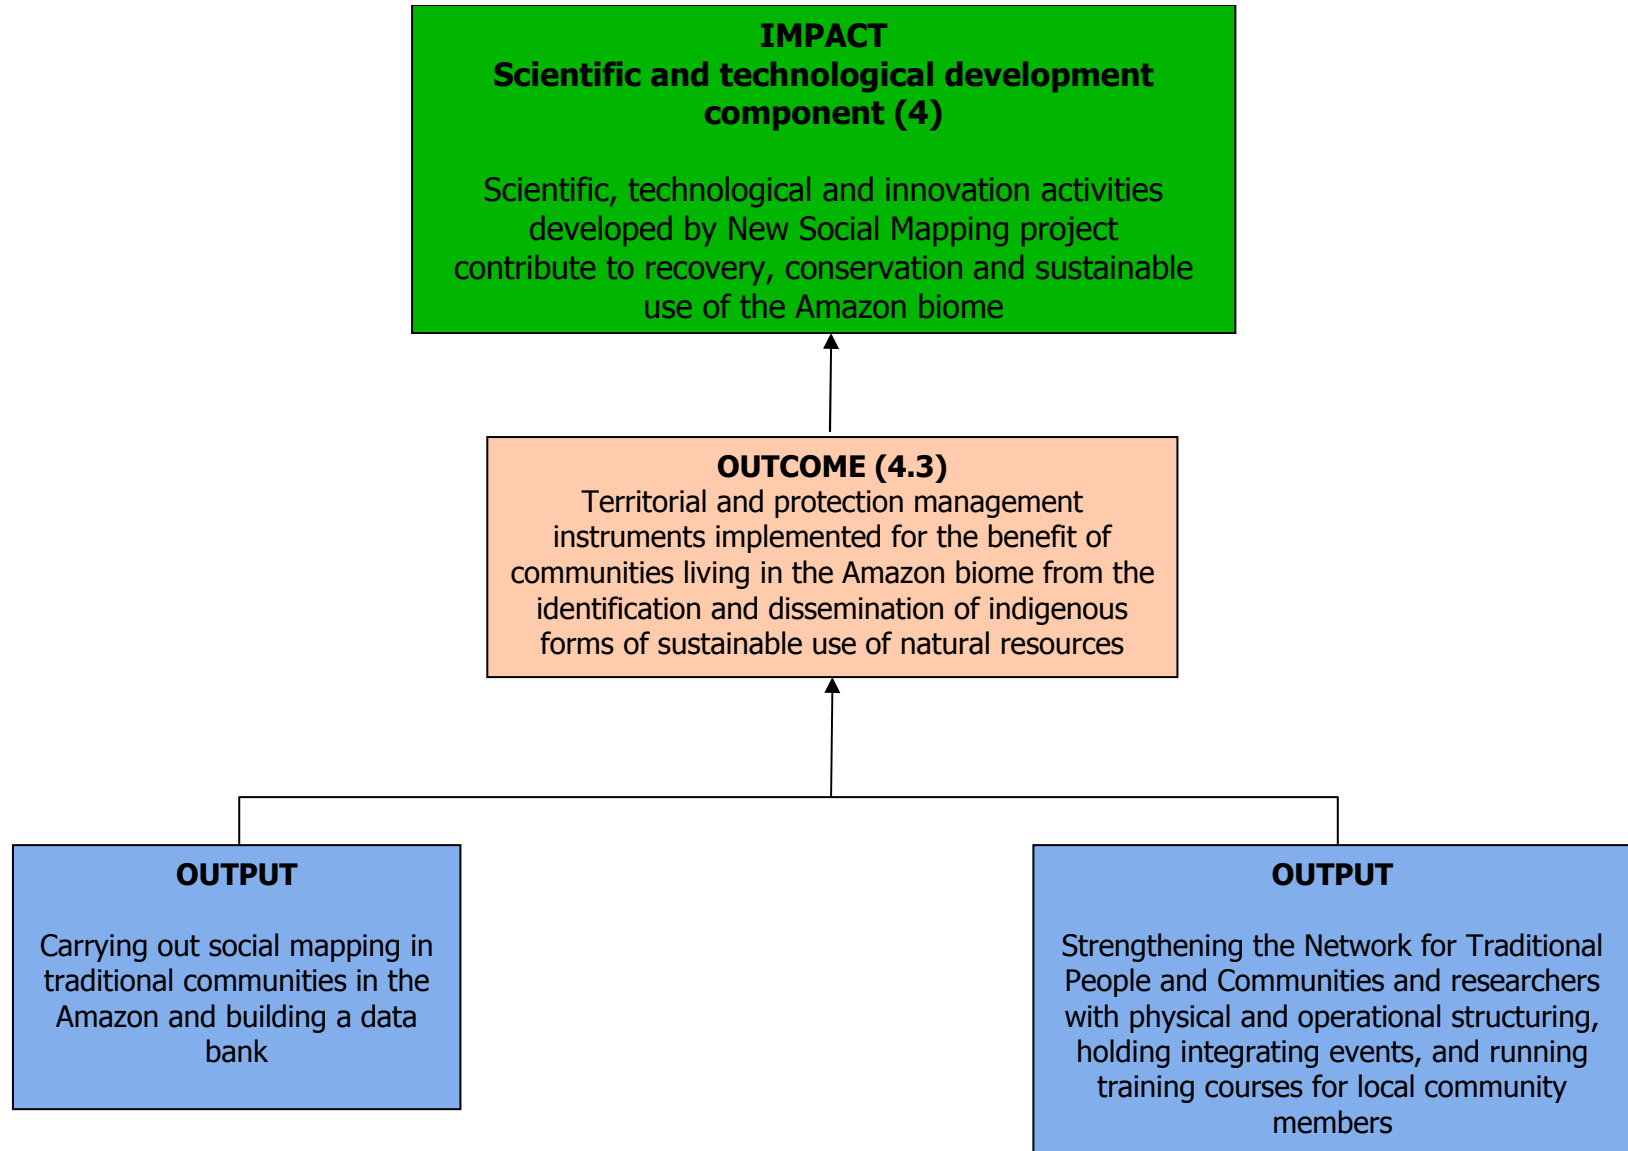 IMPACT
Scientific and technological development
component (4)
Scientific, technological and innovation activities
developed by New Social Mapping project
contribute to recovery, conservation and sustainable
use of the Amazon biome
OUTCOME (4.3)
Territorial and protection management
instruments implemented for the benefit of
communities living in the Amazon biome from the
identification and dissemination of indigenous
forms of sustainable use of natural resources
OUTPUT
Carrying out social mapping in
traditional communities in the
Amazon and building a data
bank
OUTPUT
Strengthening the Network for Traditional
People and Communities and researchers
with physical and operational structuring,
holding integrating events, and running
training courses for local community
members